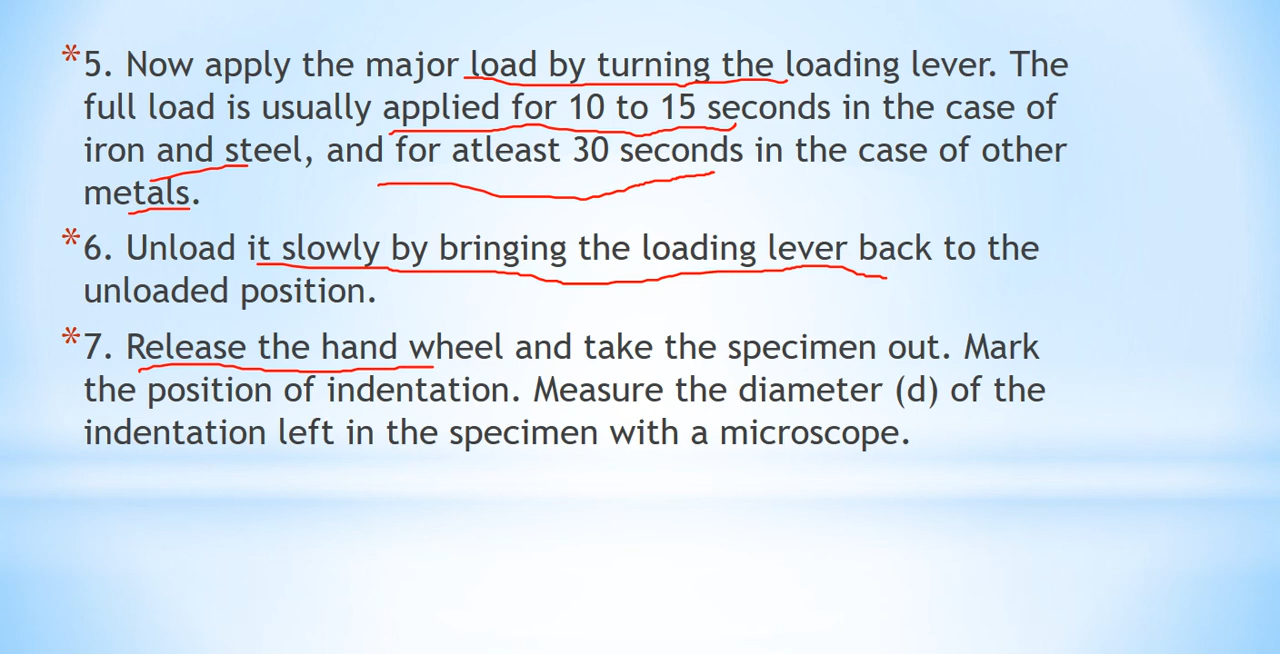 *5. Now apply the major load by turning the loading lever. The
full load is usually applied for 10 to 15 seconds in the case of
iron and steel, and for atleast 30 seconds in the case of other
metals.
*6. Unload it slowly by bringing the loading lever back to the
unloaded position.
*7. Release the hand wheel and take the specimen out. Mark
the position of indentation. Measure the diameter (d) of the
indentation left in the specimen with a microscope.